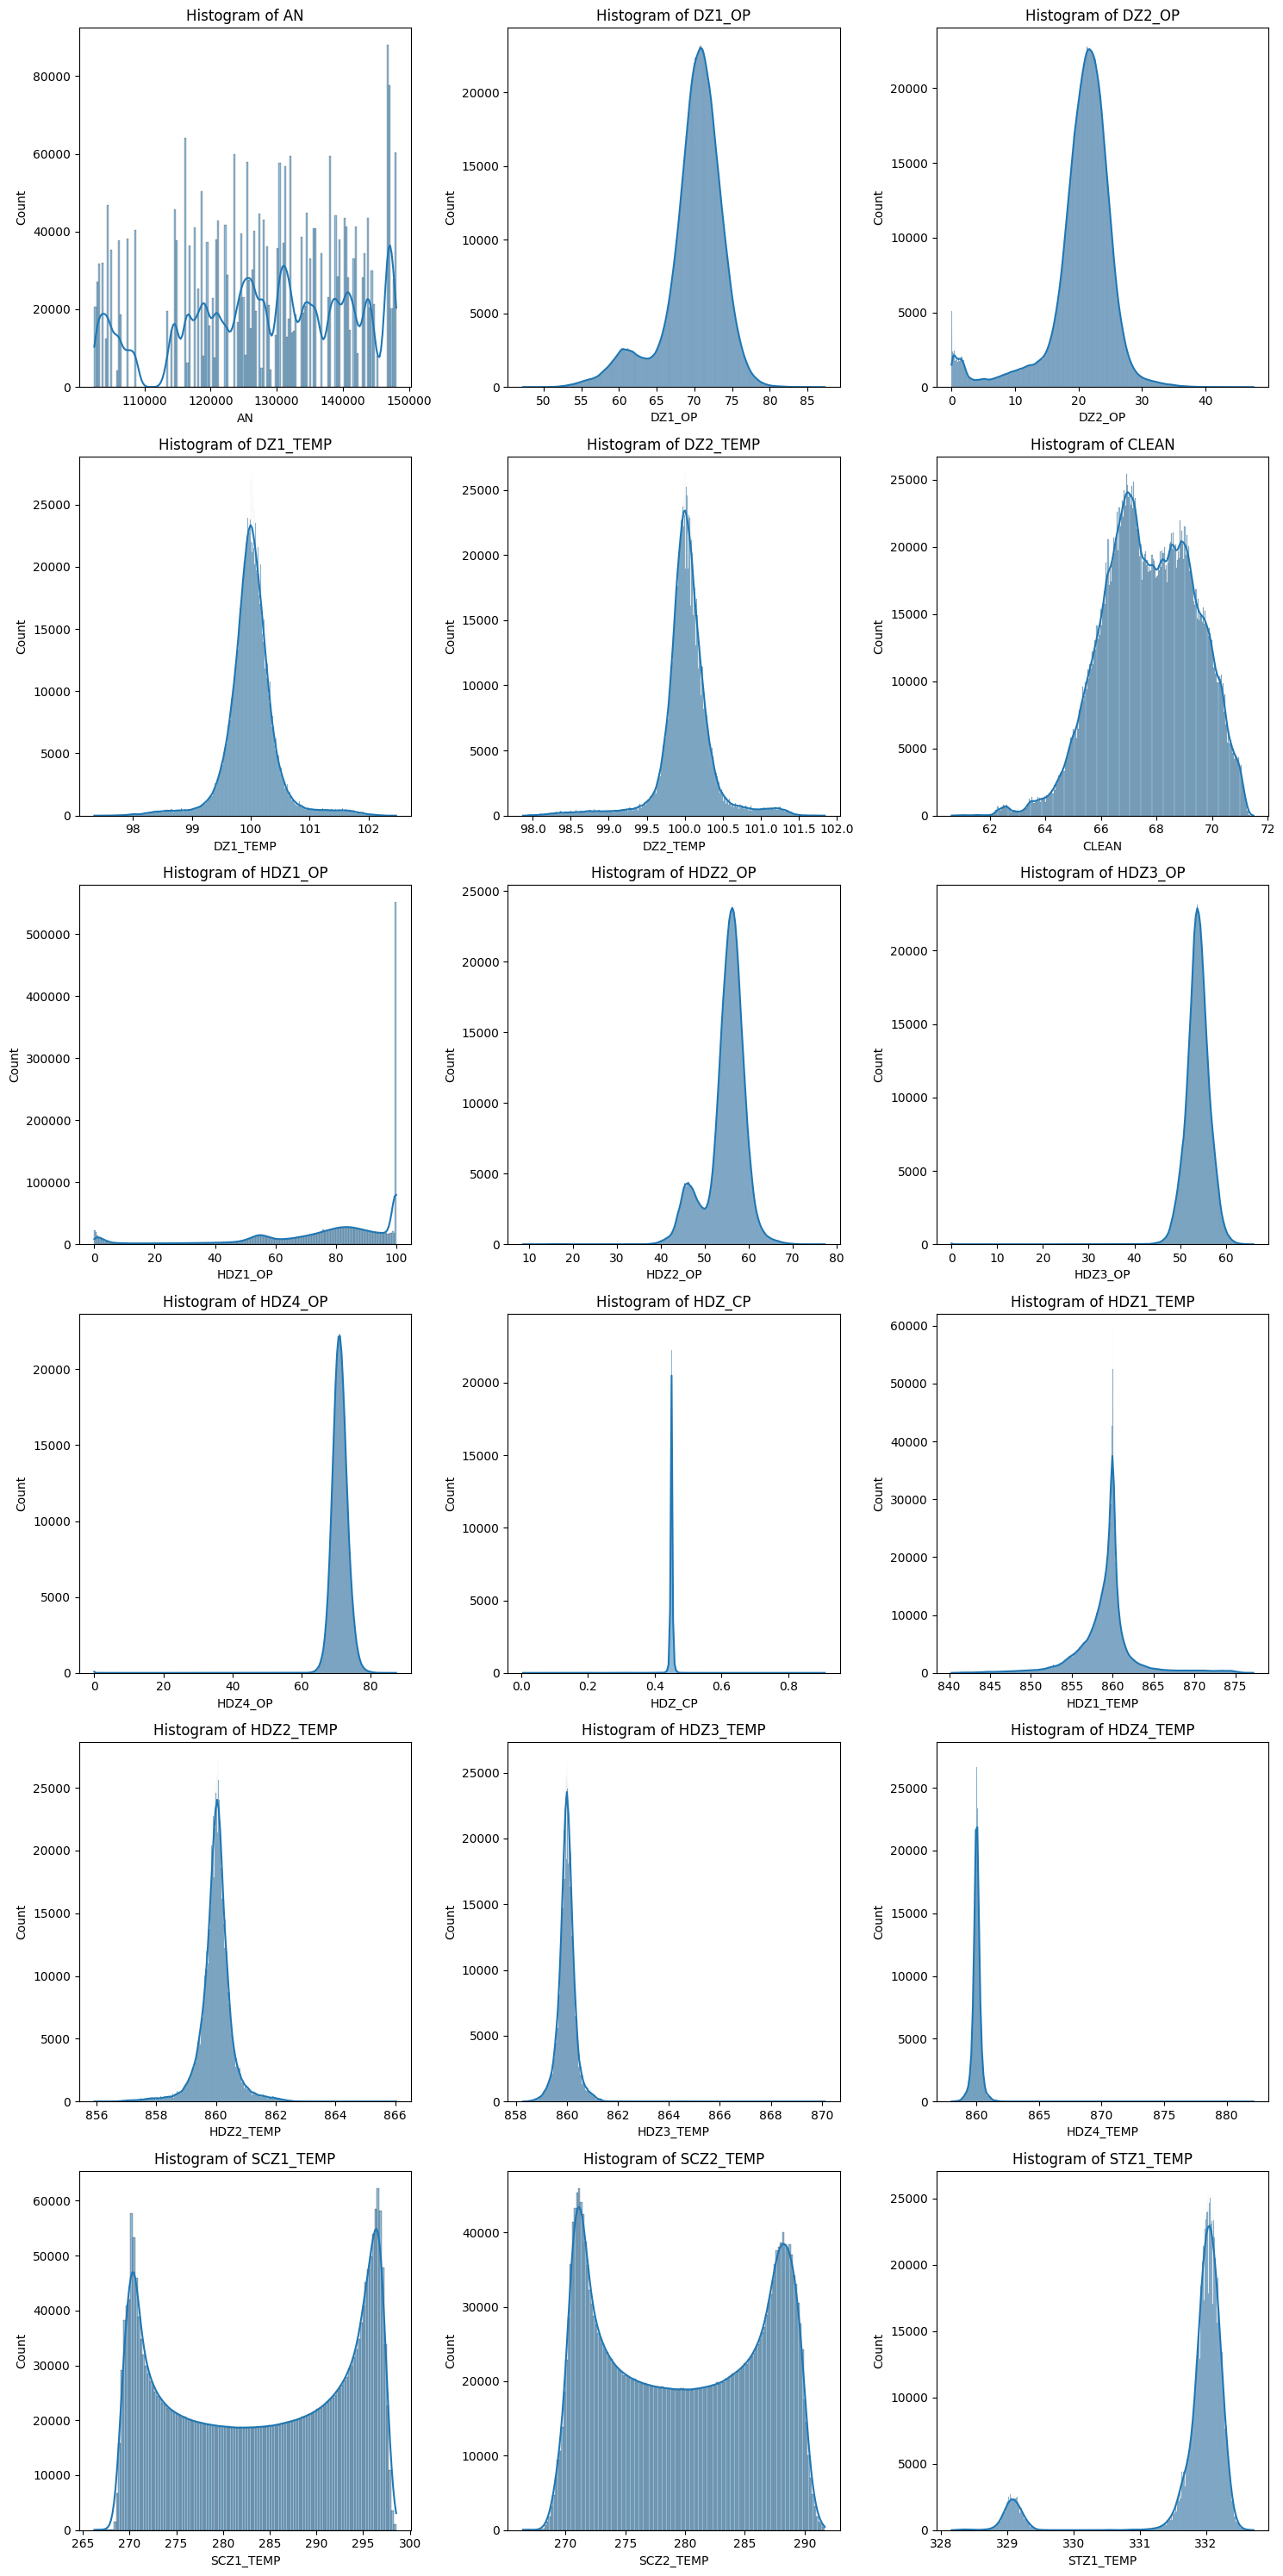 Histogram of AN
Histogram of DZ1_OP
Histogram of DZ2_OP
Count
80000
60000
40000
20000
0
110000 120000 130000 140000 150000
AN
Count
20000
15000
10000
5000
0
50 55 60 65 70 75 80 85
DZ1_OP
Count
20000
15000
10000
5000
0
0 10 20 30 40
DZ2_OP
Histogram of DZ1_TEMP
Histogram of DZ2_TEMP
Histogram of CLEAN
Count
25000
20000
15000
10000
5000
0
98 99 100 101 102
DZ1_TEMP
Count
25000
20000
15000
10000
5000
0
98.0 98.5 99.0 99.5 100.0 100.5 101.0 101.5 102.0
DZ2_TEMP
Count
25000
20000
15000
10000
5000
0
62 64 66 68 70 72
CLEAN
Histogram of HDZ1_OP
Histogram of HDZ2_OP
Histogram of HDZ3_OP
Count
500000
400000
300000
200000
100000
0
0 20 40 60 80 100
HDZ1_OP
Count
25000
20000
15000
10000
5000
0
10 20 30 40 50 60 70 80
HDZ2_OP
Count
20000
15000
10000
5000
0
0 10 20 30 40 50 60
HDZ3_OP
Histogram of HDZ4_OP
Histogram of HDZ_CP
Histogram of HDZ1_TEMP
Count
20000
15000
10000
5000
0
0 20 40 60 80
HDZ4_OP
Count
20000
15000
10000
5000
0
0.0 0.2 0.4 0.6 0.8
HDZ_CP
Count
60000
50000
40000
30000
20000
10000
0
840 845 850 855 860 865 870 875
HDZ1_TEMP
Histogram of HDZ2_TEMP
Histogram of HDZ3_TEMP
Histogram of HDZ4_TEMP
Count
25000
20000
15000
10000
5000
0
856 858 860 862 864 866
HDZ2_TEMP
Count
25000
20000
15000
10000
5000
0
858 860 862 864 866 868 870
HDZ3_TEMP
Count
25000
20000
15000
10000
5000
0
860 865 870 875 880
HDZ4_TEMP
Histogram of SCZ1_TEMP
Histogram of SCZ2_TEMP
Histogram of STZ1_TEMP
Count
60000
50000
40000
30000
20000
10000
0
265 270 275 280 285 290 295 300
SCZ1_TEMP
Count
40000
30000
20000
10000
0
270 275 280 285 290
SCZ2_TEMP
Count
25000
20000
15000
10000
5000
0
328 329 330 331 332
STZ1_TEMP